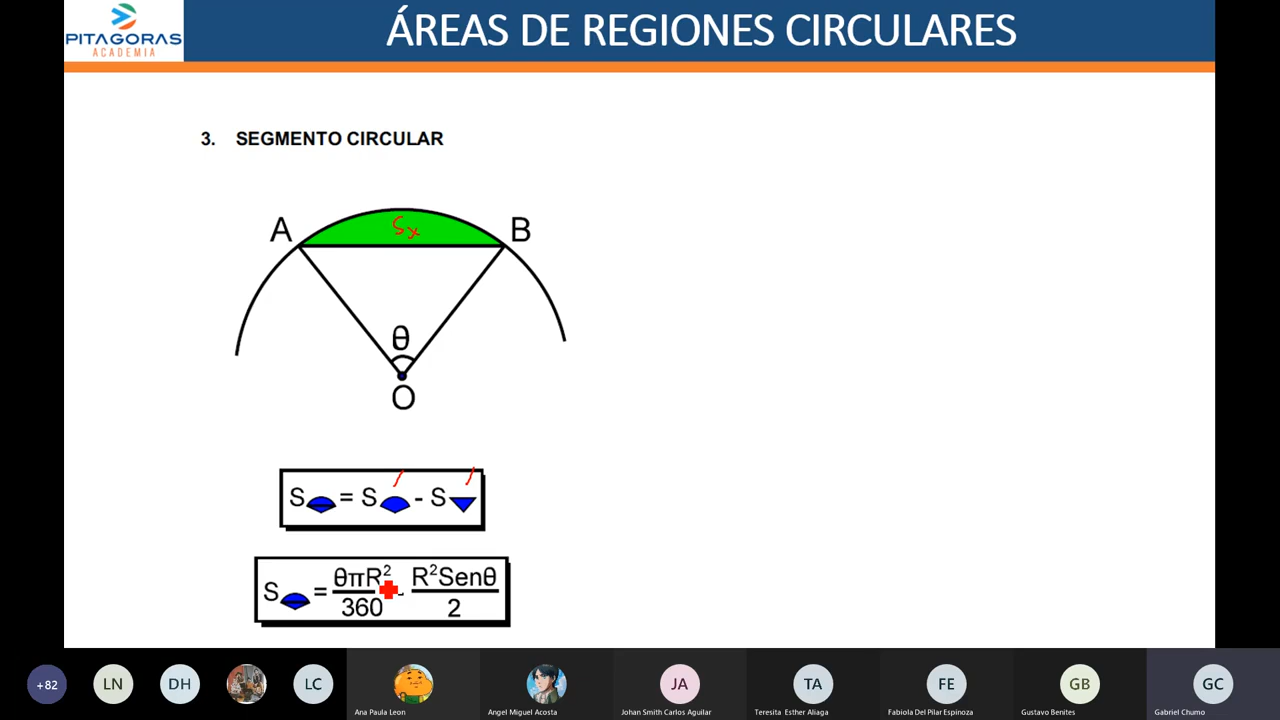 PITAGORAS
ACADEMIA
ÁREAS DE REGIONES CIRCULARES
3. SEGMENTO CIRCULAR
A
Sx
B
θ
O
S = S - S
S = θπR²/360 - R²Senθ/2
+82
LN
DH
LC
JA
TA
FE
GB
GC
Ana Paula Leon
Angel Miguel Acosta
Johan Smith Carlos Aguilar
Teresita Esther Aliaga
Fabiola Del Pilar Espinoza
Gustavo Benites
Gabriel Chumo